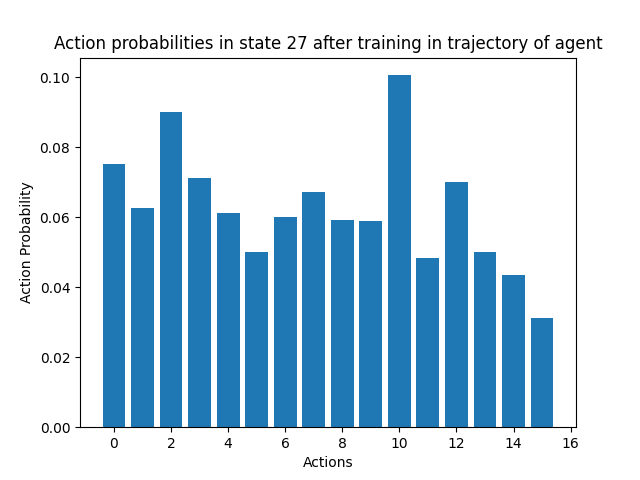 Action probabilities in state 27 after training in trajectory of agent
0.10
0.08
0.06
0.04
0.02
0.00
Action Probability
0 2 4 6 8 10 12 14 16
Actions